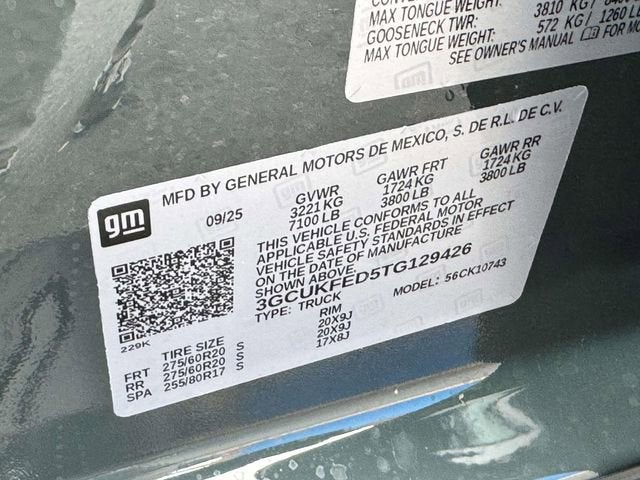 MAX TONGUE WEIGHT: 3810 KG /
GOOSENECK TWR: 572 KG / 1260 LB
MAX TONGUE WEIGHT:
SEE OWNER'S MANUAL FOR
MFD BY GENERAL MOTORS DE MEXICO, S. DE R.L. DE C.V.
gm
09/25
GVWR GAWR FRT GAWR RR
3221 KG 1724 KG 1724 KG
7100 LB 3800 LB 3800 LB
THIS VEHICLE CONFORMS TO ALL
APPLICABLE U.S. FEDERAL MOTOR
VEHICLE SAFETY STANDARDS IN EFFECT
ON THE DATE OF MANUFACTURE
SHOWN ABOVE.
3GCUKFED5TG129426
TYPE: TRUCK MODEL: 56CK10743
229K
TIRE SIZE RIM
FRT 275/60R20 S 20X9J
RR 275/60R20 S 20X9J
SPA 255/80R17 S 17X8J